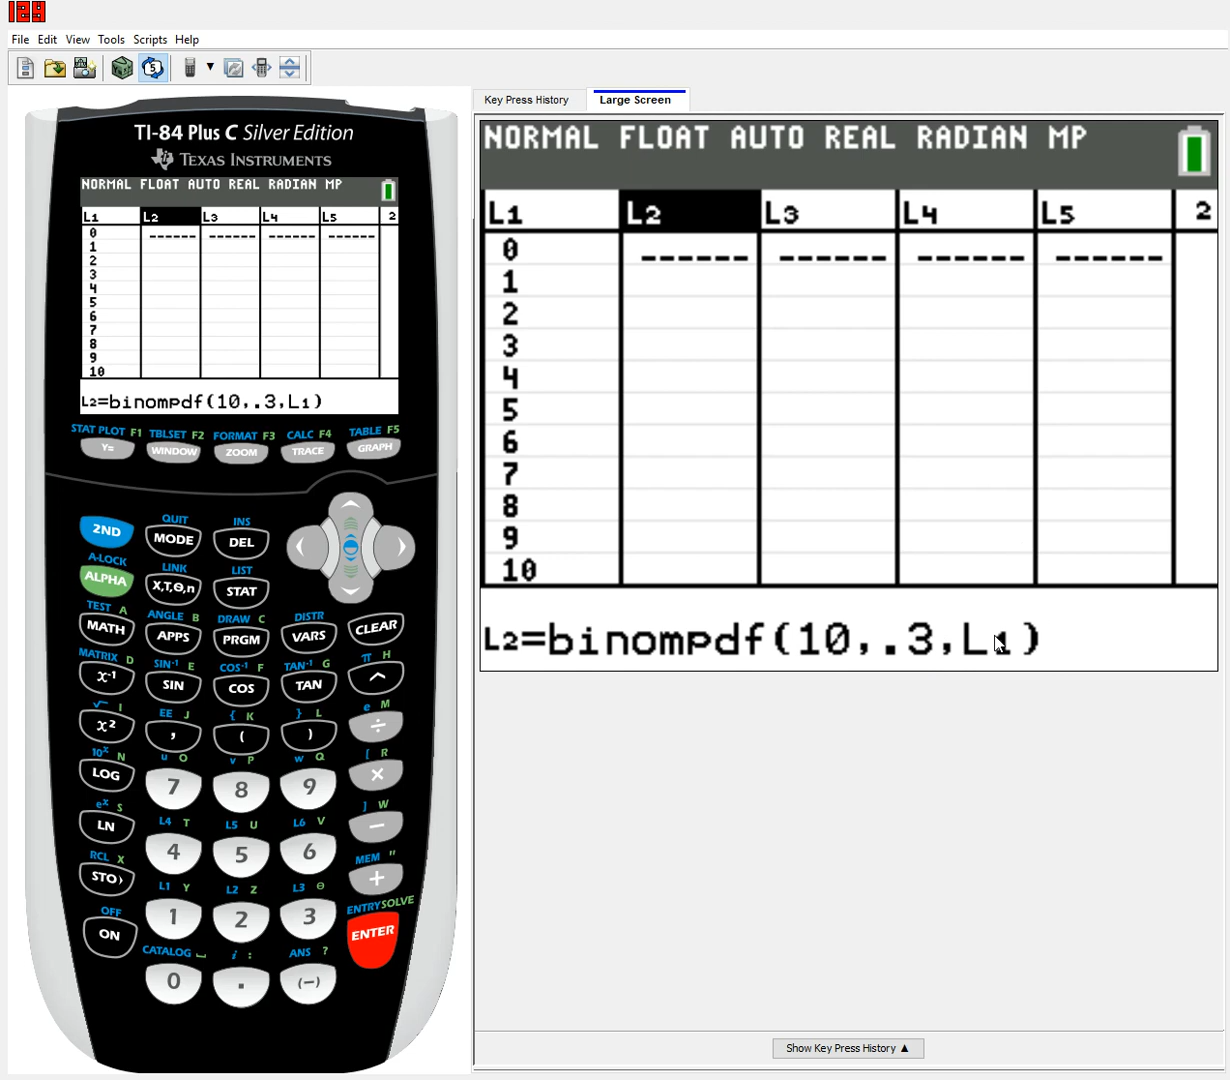 129
File Edit View Tools Scripts Help
TI-84 Plus C Silver Edition
TEXAS INSTRUMENTS
NORMAL FLOAT AUTO REAL RADIAN MP
L1 L2 L3 L4 L5 2
0 ------ ------ ------ ------
1
2
3
4
5
6
7
8
9
10
L2=binompdf(10,.3,L1)
STAT PLOT F1 TBLSET F2 FORMAT F3 CALC F4 TABLE F5
Y= WINDOW ZOOM TRACE GRAPH
QUIT INS
2ND MODE DEL
A-LOCK LINK LIST
ALPHA X,T,Θ,n STAT
TEST A ANGLE B DRAW C DISTR
MATH APPS PRGM VARS CLEAR
MATRIX D SIN⁻¹ E COS⁻¹ F TAN⁻¹ G π H
x⁻¹ SIN COS TAN ^
√ I EE J { K } L e M
x² , ( ) ÷
10ˣ N u O v P w Q [ R
LOG 7 8 9 ×
eˣ S L4 T L5 U L6 V ] W
LN 4 5 6 −
RCL X L1 Y L2 Z L3 θ MEM "
STO› 1 2 3 +
OFF CATALOG ⎵ i : ANS ? ENTRY SOLVE
ON 0 . (−) ENTER
Key Press History Large Screen
NORMAL FLOAT AUTO REAL RADIAN MP
L1 L2 L3 L4 L5 2
0 ------ ------ ------ ------
1
2
3
4
5
6
7
8
9
10
L2=binompdf(10,.3,L1)
Show Key Press History ▲